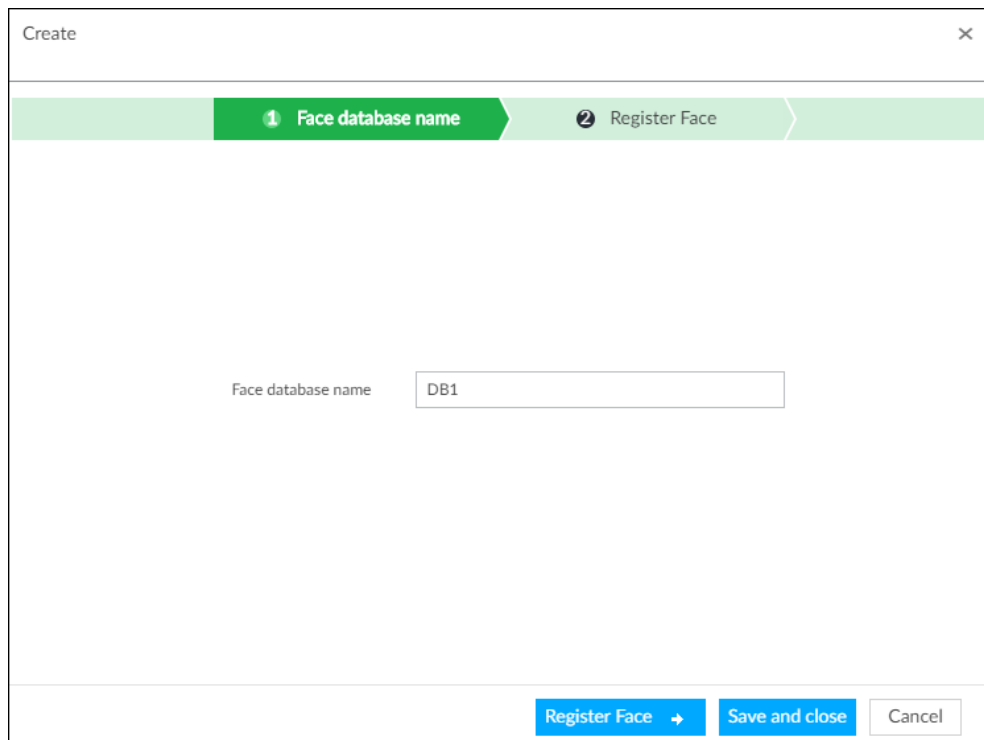 Create
1 Face database name 2 Register Face
Face database name DB1
Register Face Save and close Cancel